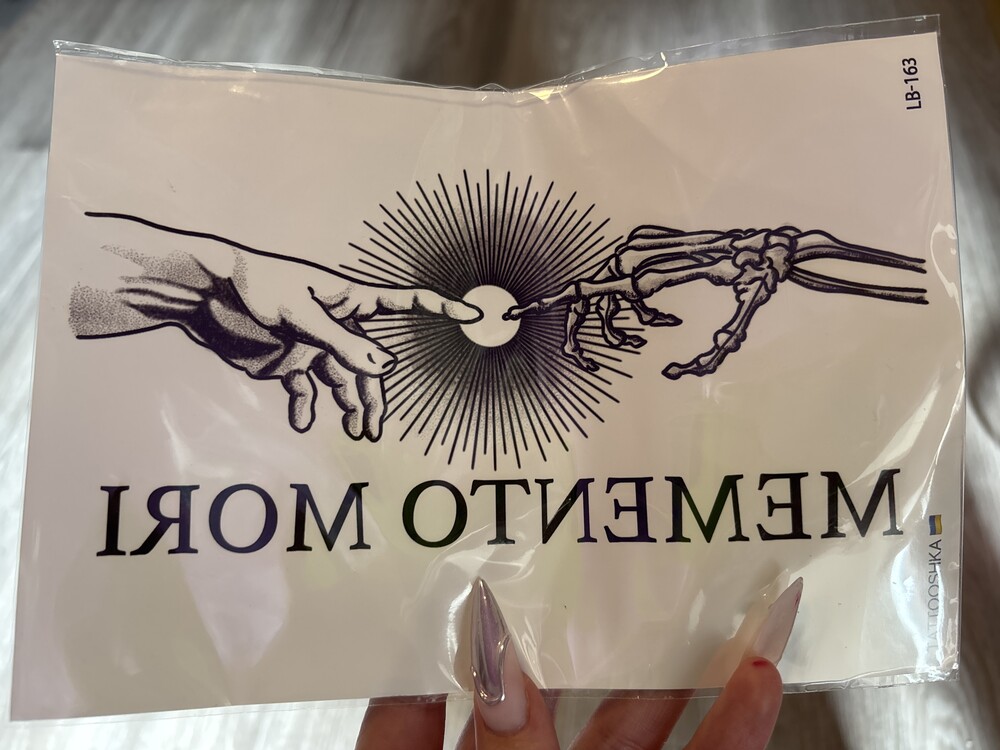 LB-163
MEMENTO MORI
TATTOOSHKA